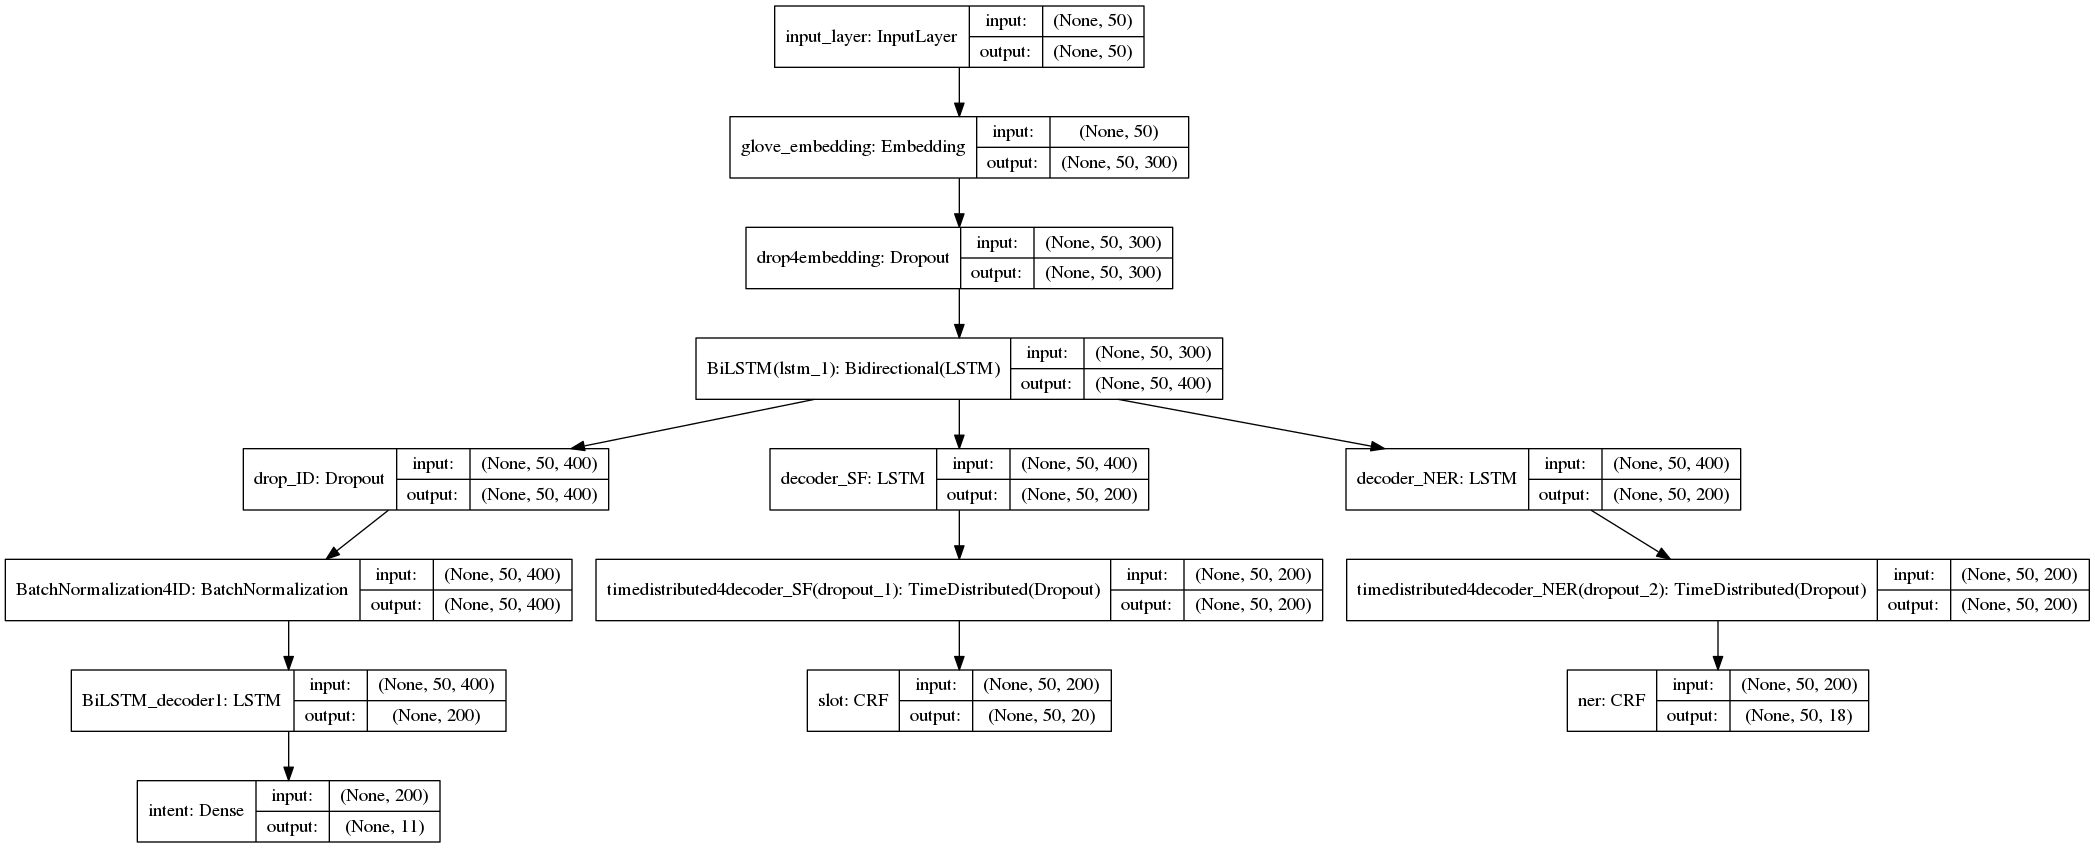 input_layer: InputLayer
input:
(None, 50)
output:
(None, 50)
glove_embedding: Embedding
input:
(None, 50)
output:
(None, 50, 300)
drop4embedding: Dropout
input:
(None, 50, 300)
output:
(None, 50, 300)
BiLSTM(lstm_1): Bidirectional(LSTM)
input:
(None, 50, 300)
output:
(None, 50, 400)
drop_ID: Dropout
input:
(None, 50, 400)
output:
(None, 50, 400)
decoder_SF: LSTM
input:
(None, 50, 400)
output:
(None, 50, 200)
decoder_NER: LSTM
input:
(None, 50, 400)
output:
(None, 50, 200)
BatchNormalization4ID: BatchNormalization
input:
(None, 50, 400)
output:
(None, 50, 400)
timedistributed4decoder_SF(dropout_1): TimeDistributed(Dropout)
input:
(None, 50, 200)
output:
(None, 50, 200)
timedistributed4decoder_NER(dropout_2): TimeDistributed(Dropout)
input:
(None, 50, 200)
output:
(None, 50, 200)
BiLSTM_decoder1: LSTM
input:
(None, 50, 400)
output:
(None, 200)
slot: CRF
input:
(None, 50, 200)
output:
(None, 50, 20)
ner: CRF
input:
(None, 50, 200)
output:
(None, 50, 18)
intent: Dense
input:
(None, 200)
output:
(None, 11)